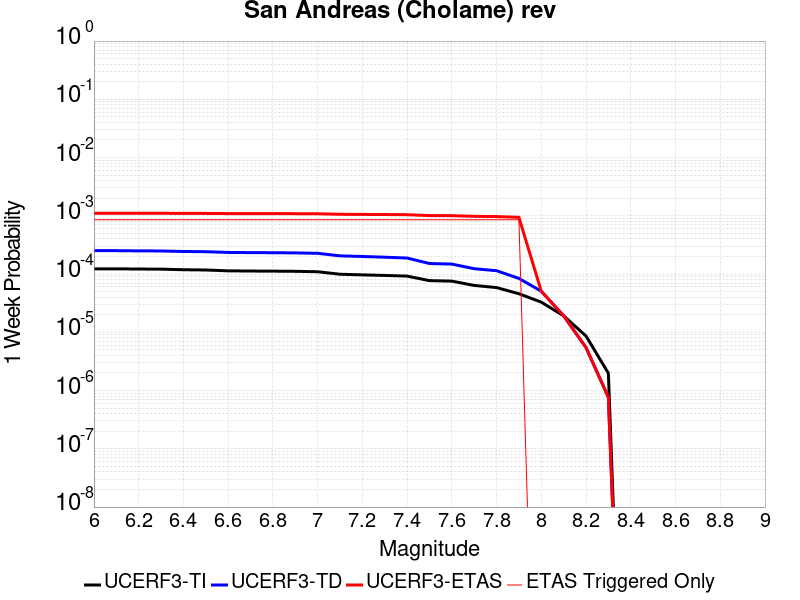 San Andreas (Cholame) rev
10^0
10^-1
10^-2
10^-3
10^-4
10^-5
10^-6
10^-7
10^-8
1 Week Probability
6 6.2 6.4 6.6 6.8 7 7.2 7.4 7.6 7.8 8 8.2 8.4 8.6 8.8 9
Magnitude
UCERF3-TI UCERF3-TD UCERF3-ETAS ETAS Triggered Only